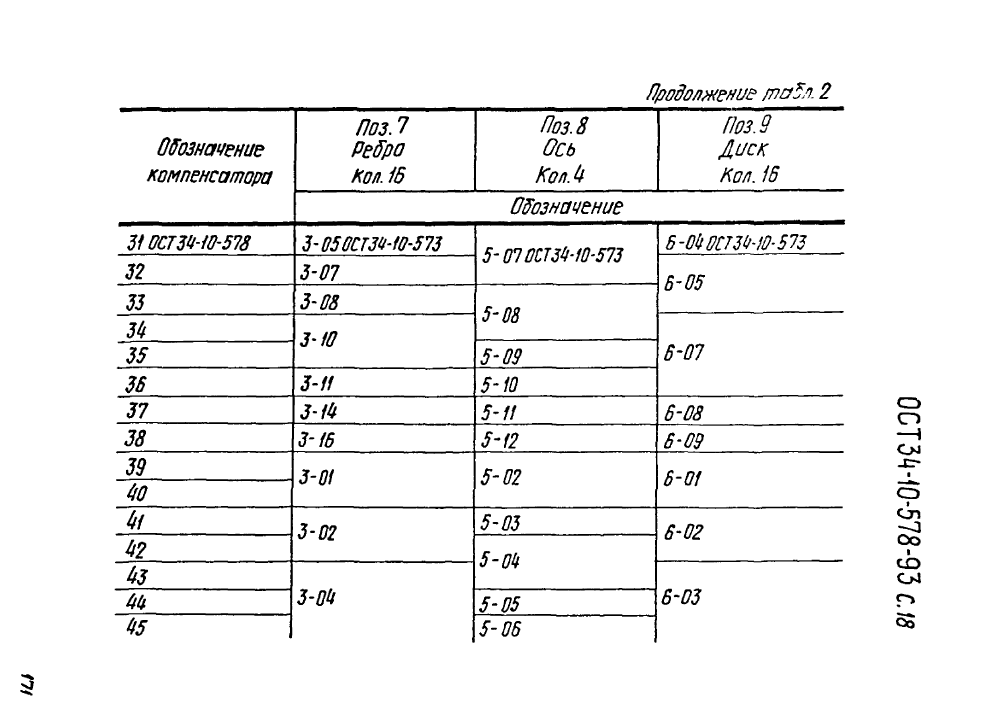 Продолжение табл. 2
Обозначение компенсатора | Поз. 7 Ребра Кол. 16 | Поз. 8 Ось Кол. 4 | Поз. 9 Диск Кол. 16
Обозначение
31 ОСТ 34-10-578 | 3-05 ОСТ 34-10-573 | 5-07 ОСТ 34-10-573 | 6-04 ОСТ 34-10-573
32 | 3-07 | 6-05
33 | 3-08 | 5-08
34 | 3-10 | 6-07
35 | 5-09
36 | 3-11 | 5-10
37 | 3-14 | 5-11 | 6-08
38 | 3-16 | 5-12 | 6-09
39 | 3-01 | 5-02 | 6-01
40
41 | 3-02 | 5-03 | 6-02
42 | 5-04
43 | 3-04 | 6-03
44 | 5-05
45 | 5-06
ОСТ 34-10-578-93 С. 18
171